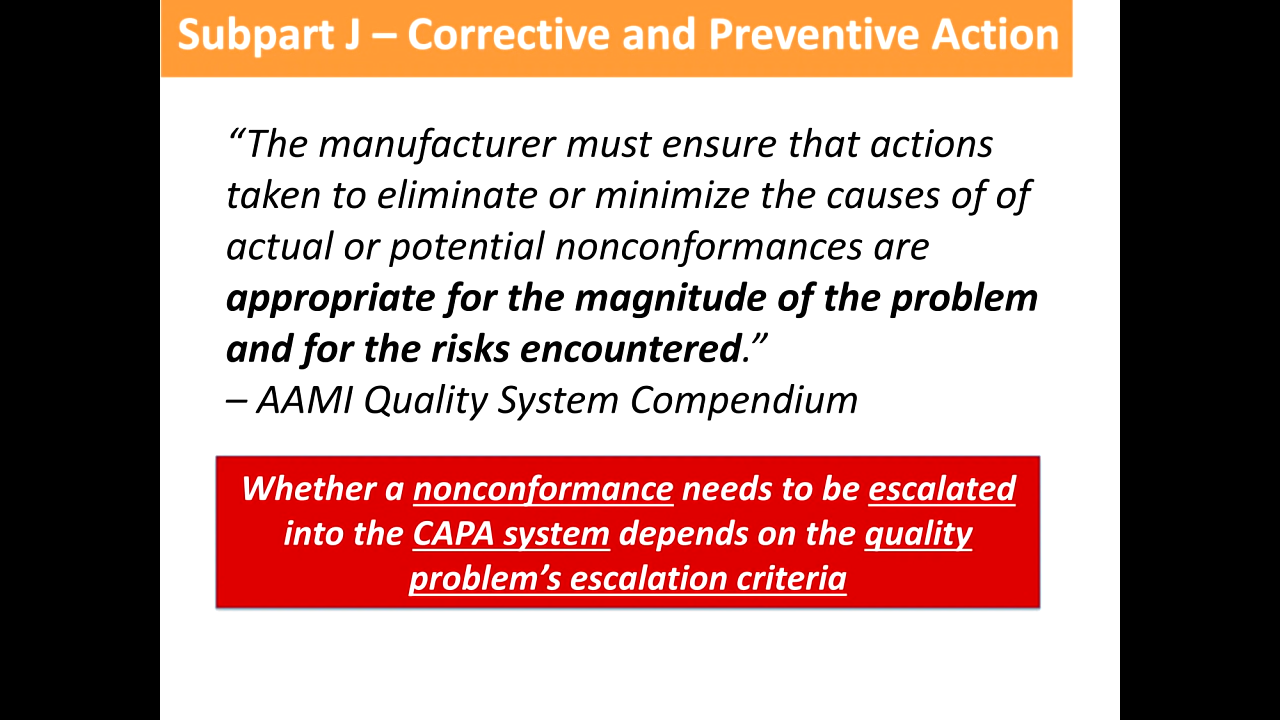 Subpart J – Corrective and Preventive Action
“The manufacturer must ensure that actions
taken to eliminate or minimize the causes of of
actual or potential nonconformances are
appropriate for the magnitude of the problem
and for the risks encountered.”
– AAMI Quality System Compendium
Whether a nonconformance needs to be escalated
into the CAPA system depends on the quality
problem’s escalation criteria